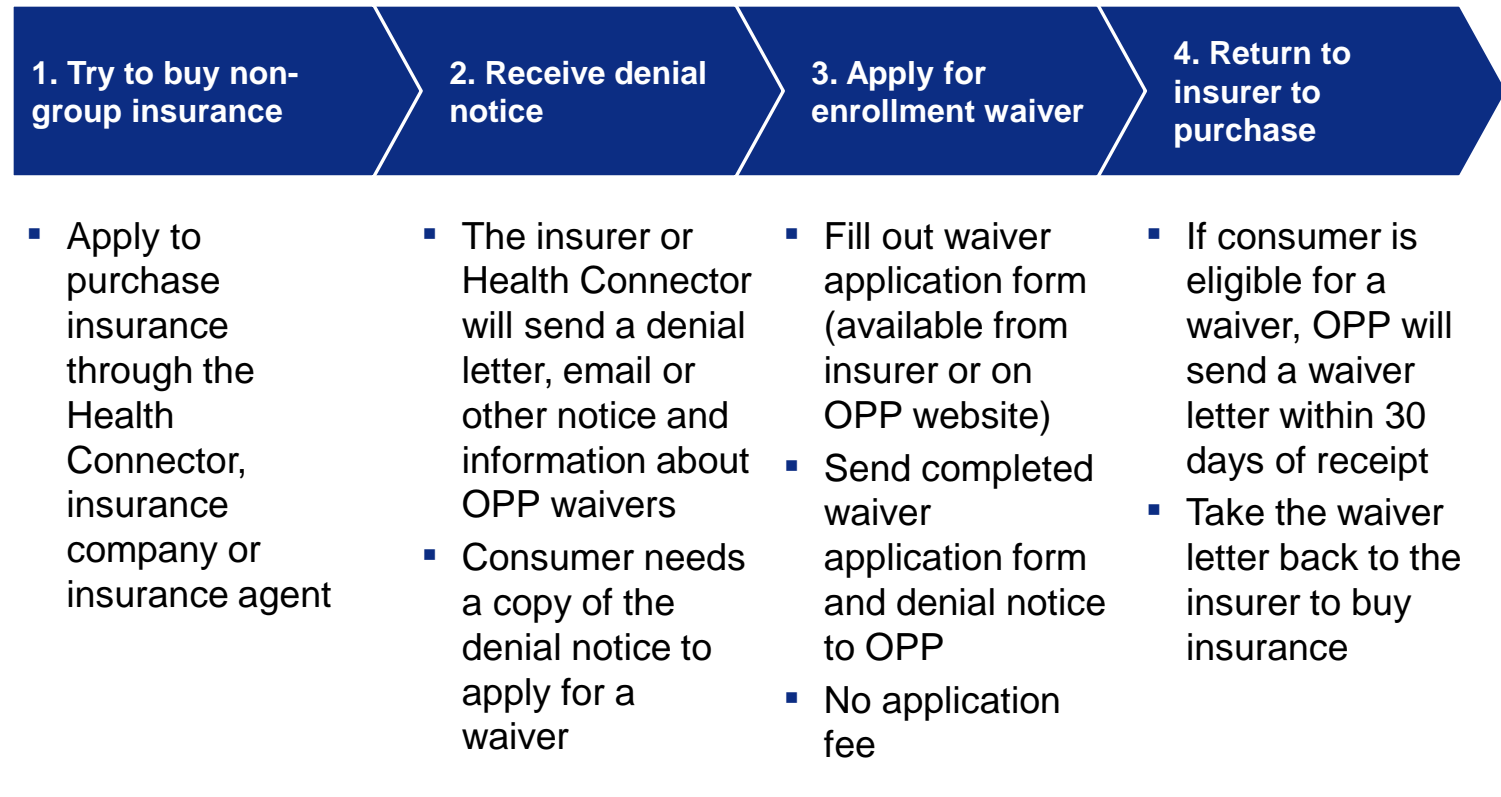 1. Try to buy non-
group insurance
2. Receive denial
notice
3. Apply for
enrollment waiver
4. Return to
insurer to
purchase
▪ Apply to
purchase
insurance
through the
Health
Connector,
insurance
company or
insurance agent
▪ The insurer or
Health Connector
will send a denial
letter, email or
other notice and
information about
OPP waivers
▪ Consumer needs
a copy of the
denial notice to
apply for a
waiver
▪ Fill out waiver
application form
(available from
insurer or on
OPP website)
▪ Send completed
waiver
application form
and denial notice
to OPP
▪ No application
fee
▪ If consumer is
eligible for a
waiver, OPP will
send a waiver
letter within 30
days of receipt
▪ Take the waiver
letter back to the
insurer to buy
insurance